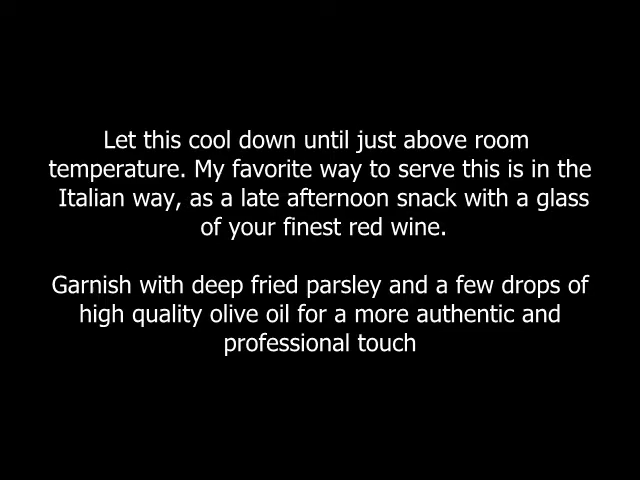 Let this cool down until just above room
temperature. My favorite way to serve this is in the
Italian way, as a late afternoon snack with a glass
of your finest red wine.
Garnish with deep fried parsley and a few drops of
high quality olive oil for a more authentic and
professional touch